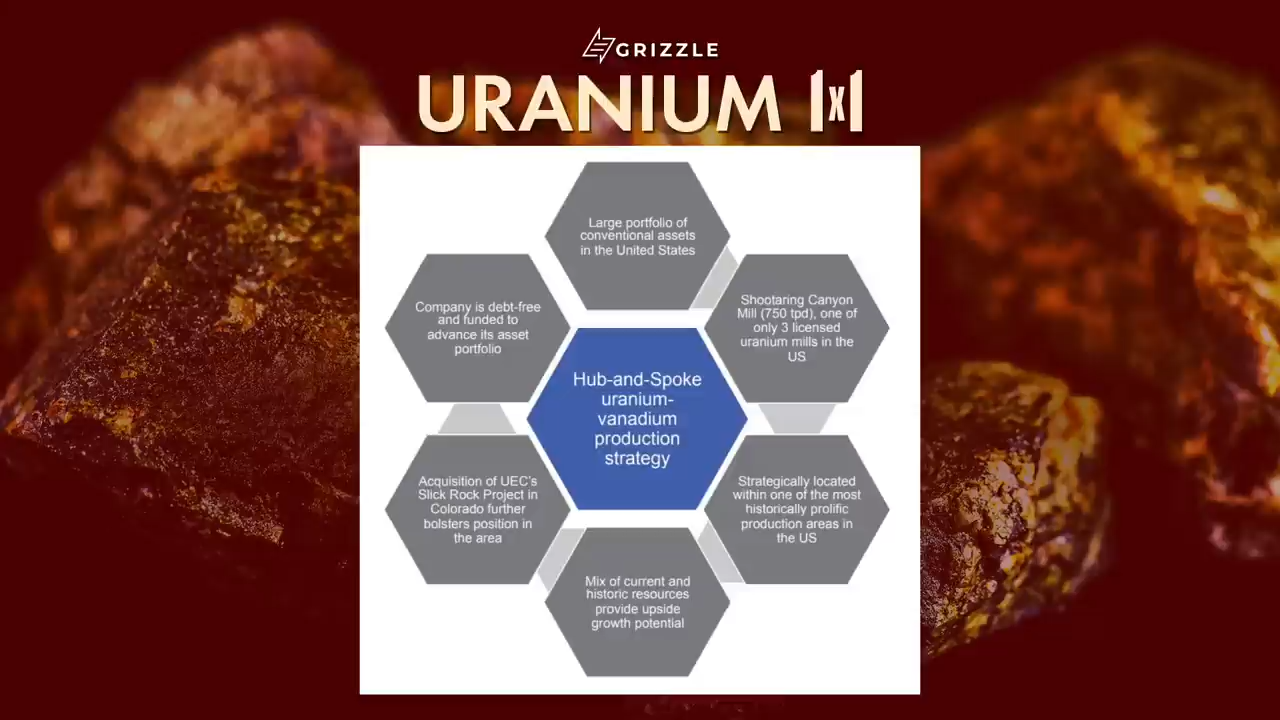 GRIZZLE
URANIUM 1x1
Large portfolio of
conventional assets
in the United States
Company is debt-free
and funded to
advance its asset
portfolio
Shootaring Canyon
Mill (750 tpd), one of
only 3 licensed
uranium mills in the
US
Hub-and-Spoke
uranium-
vanadium
production
strategy
Acquisition of UEC's
Slick Rock Project in
Colorado further
bolsters position in
the area
Strategically located
within one of the most
historically prolific
production areas in
the US
Mix of current and
historic resources
provide upside
growth potential